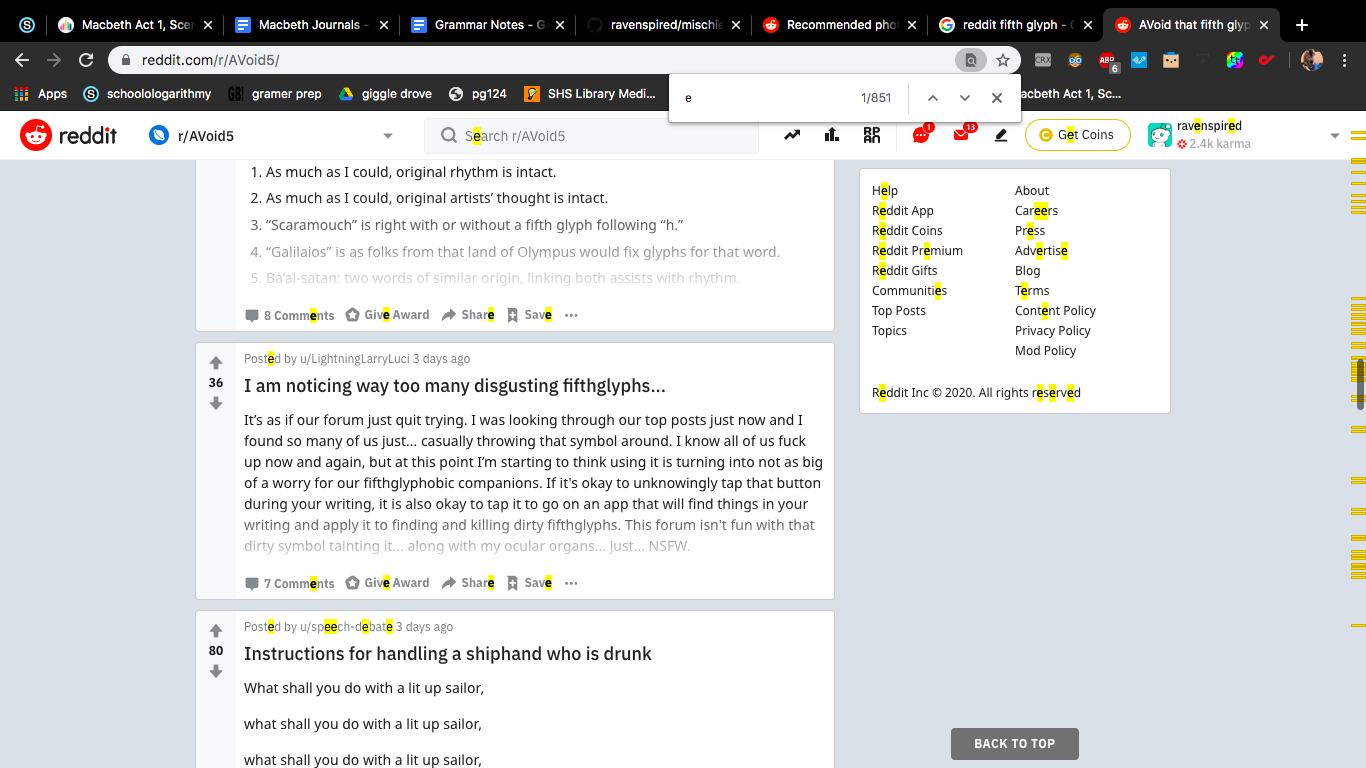 Macbeth Act 1, Scen
Macbeth Journals -
Grammar Notes - G
ravenspired/mischie
Recommended pho
reddit fifth glyph - G
AVoid that fifth glyp
reddit.com/r/AVoid5/
CRX
ABP
6
Apps
schoolologarithmy
GB!
gramer prep
giggle drove
pg124
SHS Library Medi...
acbeth Act 1, Sc...
e
1/851
reddit
r/AVoid5
Search r/AVoid5
1
13
Get Coins
ravenspired
2.4k karma
1. As much as I could, original rhythm is intact.
2. As much as I could, original artists’ thought is intact.
3. “Scaramouch” is right with or without a fifth glyph following “h.”
4. “Galilaios” is as folks from that land of Olympus would fix glyphs for that word.
5. Ba’al-satan: two words of similar origin, linking both assists with rhythm.
8 Comments Give Award Share Save ...
Posted by u/LightningLarryLuci 3 days ago
36
I am noticing way too many disgusting fifthglyphs...
It’s as if our forum just quit trying. I was looking through our top posts just now and I
found so many of us just... casually throwing that symbol around. I know all of us fuck
up now and again, but at this point I’m starting to think using it is turning into not as big
of a worry for our fifthglyphobic companions. If it's okay to unknowingly tap that button
during your writing, it is also okay to tap it to go on an app that will find things in your
writing and apply it to finding and killing dirty fifthglyphs. This forum isn't fun with that
dirty symbol tainting it... along with my ocular organs... just... NSFW.
7 Comments Give Award Share Save ...
Posted by u/speech-debate 3 days ago
80
Instructions for handling a shiphand who is drunk
What shall you do with a lit up sailor,
what shall you do with a lit up sailor,
what shall you do with a lit up sailor,
Help
Reddit App
Reddit Coins
Reddit Premium
Reddit Gifts
Communities
Top Posts
Topics
About
Careers
Press
Advertise
Blog
Terms
Content Policy
Privacy Policy
Mod Policy
Reddit Inc © 2020. All rights reserved
BACK TO TOP